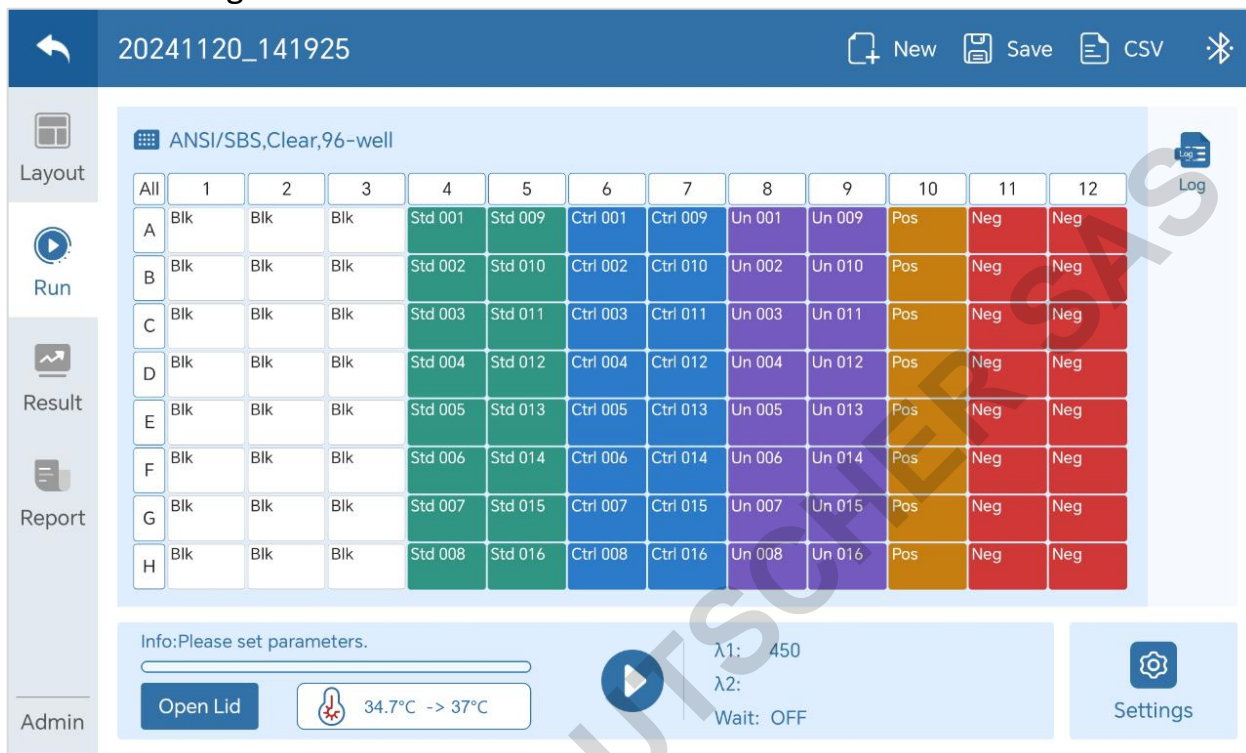 20241120_141925 New Save CSV
Layout
Run
Result
Report
Admin
ANSI/SBS,Clear,96-well
Log
All 1 2 3 4 5 6 7 8 9 10 11 12
A Blk Blk Blk Std 001 Std 009 Ctrl 001 Ctrl 009 Un 001 Un 009 Pos Neg Neg
B Blk Blk Blk Std 002 Std 010 Ctrl 002 Ctrl 010 Un 002 Un 010 Pos Neg Neg
C Blk Blk Blk Std 003 Std 011 Ctrl 003 Ctrl 011 Un 003 Un 011 Pos Neg Neg
D Blk Blk Blk Std 004 Std 012 Ctrl 004 Ctrl 012 Un 004 Un 012 Pos Neg Neg
E Blk Blk Blk Std 005 Std 013 Ctrl 005 Ctrl 013 Un 005 Un 013 Pos Neg Neg
F Blk Blk Blk Std 006 Std 014 Ctrl 006 Ctrl 014 Un 006 Un 014 Pos Neg Neg
G Blk Blk Blk Std 007 Std 015 Ctrl 007 Ctrl 015 Un 007 Un 015 Pos Neg Neg
H Blk Blk Blk Std 008 Std 016 Ctrl 008 Ctrl 016 Un 008 Un 016 Pos Neg Neg
Info:Please set parameters.
Open Lid
34.7°C -> 37°C
λ1: 450
λ2:
Wait: OFF
Settings
UTSCHER SAS